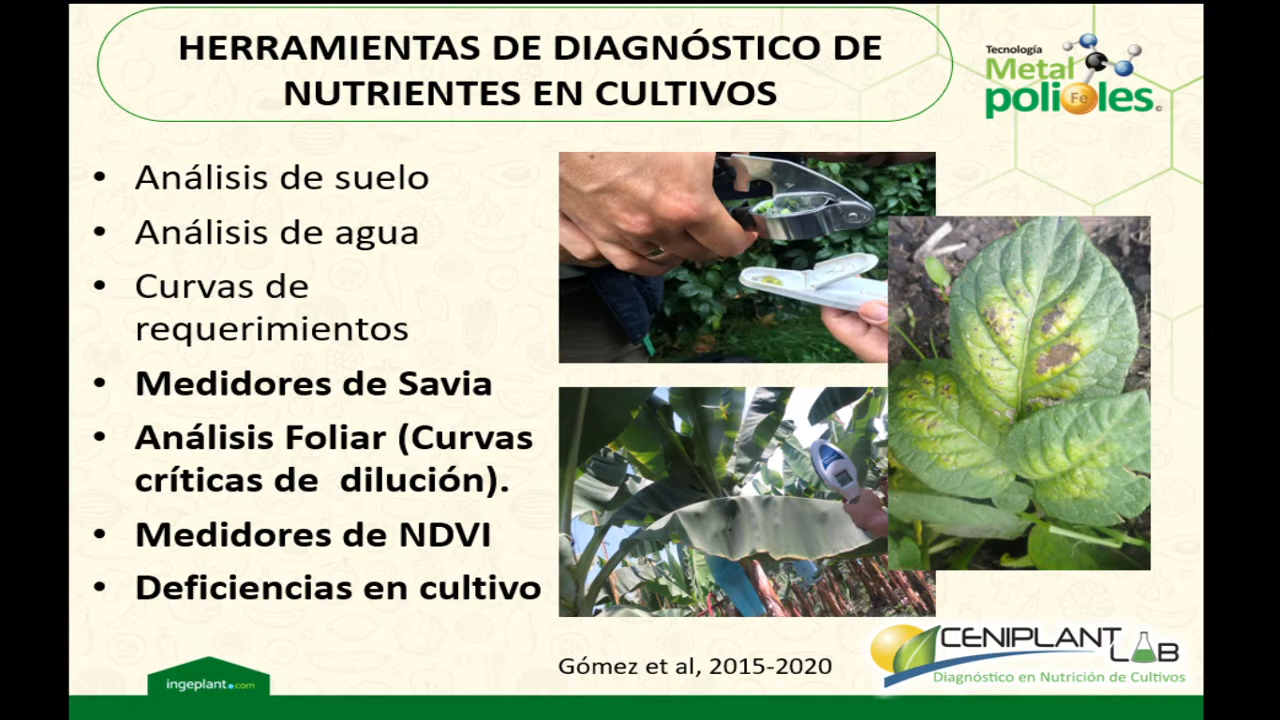 HERRAMIENTAS DE DIAGNÓSTICO DE
NUTRIENTES EN CULTIVOS
Tecnología
Metal
polioles
Fe
• Análisis de suelo
• Análisis de agua
• Curvas de
requerimientos
• Medidores de Savia
• Análisis Foliar (Curvas
críticas de dilución).
• Medidores de NDVI
• Deficiencias en cultivo
Gómez et al, 2015-2020
CENIPLANT LAB
Diagnóstico en Nutrición de Cultivos
ingeplant.com